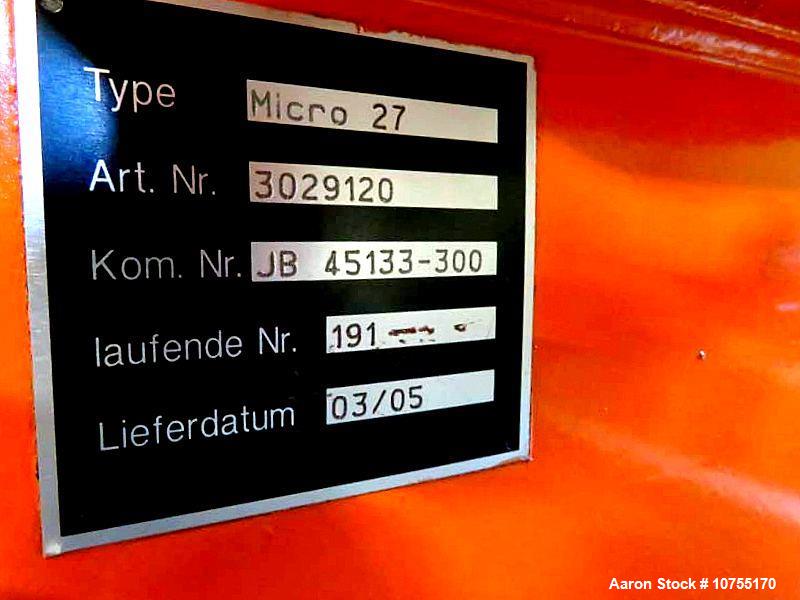 Type Micro 27
Art. Nr. 3029120
Kom. Nr. JB 45133-300
laufende Nr. 191
Lieferdatum 03/05
Aaron Stock # 10755170